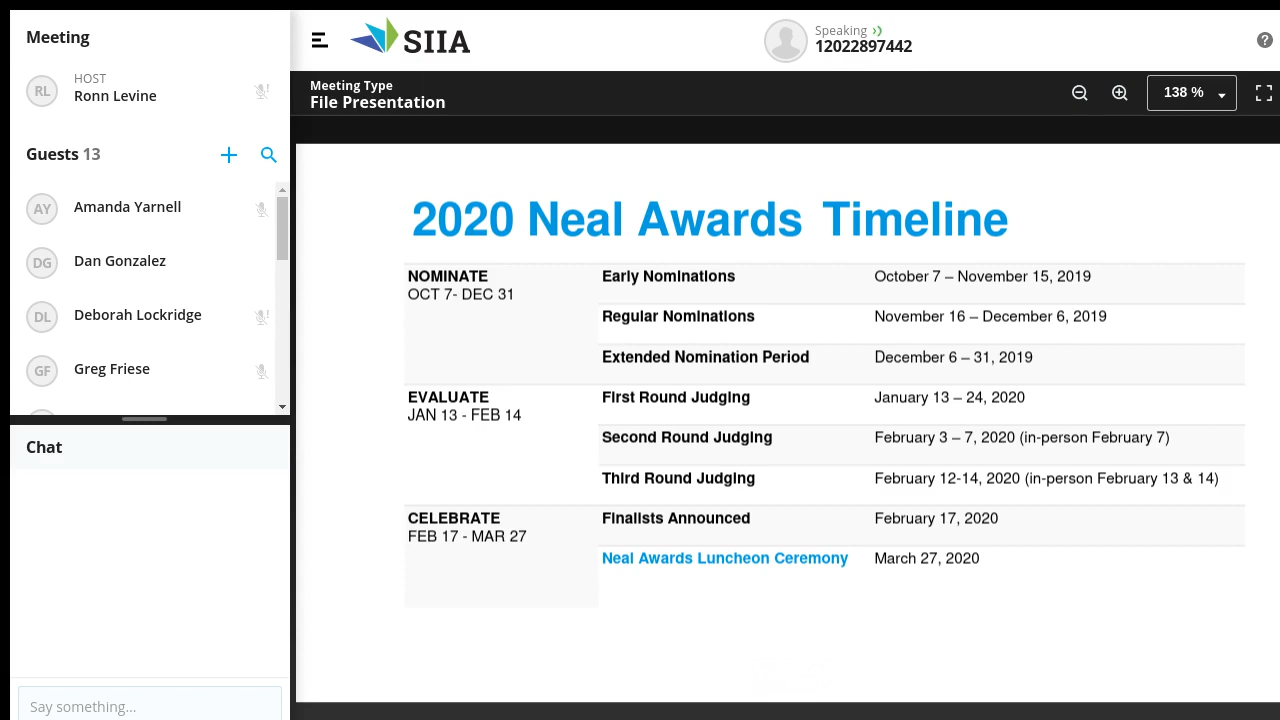 Meeting
RL
HOST
Ronn Levine
Guests 13
AY
Amanda Yarnell
DG
Dan Gonzalez
DL
Deborah Lockridge
GF
Greg Friese
Chat
Say something...
SIIA
Speaking
12022897442
?
Meeting Type
File Presentation
138 %
2020 Neal Awards Timeline
NOMINATE
OCT 7- DEC 31
Early Nominations
October 7 – November 15, 2019
Regular Nominations
November 16 – December 6, 2019
Extended Nomination Period
December 6 – 31, 2019
EVALUATE
JAN 13 - FEB 14
First Round Judging
January 13 – 24, 2020
Second Round Judging
February 3 – 7, 2020 (in-person February 7)
Third Round Judging
February 12-14, 2020 (in-person February 13 & 14)
CELEBRATE
FEB 17 - MAR 27
Finalists Announced
February 17, 2020
Neal Awards Luncheon Ceremony
March 27, 2020